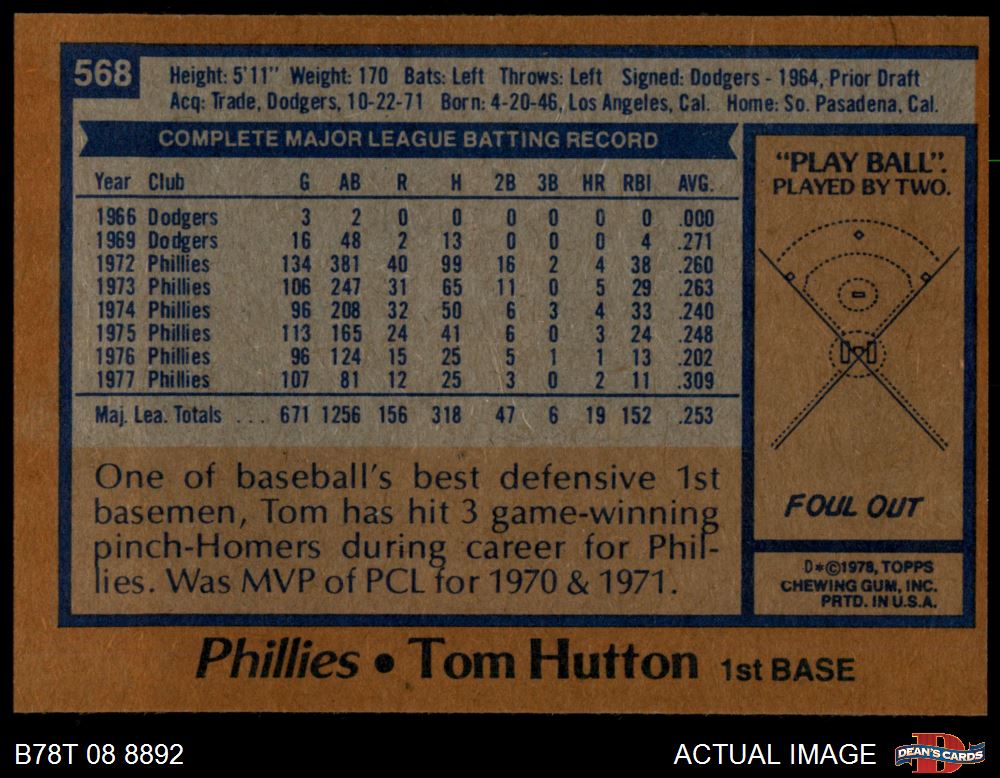 568
Height: 5'11" Weight: 170 Bats: Left Throws: Left Signed: Dodgers - 1964, Prior Draft
Acq: Trade, Dodgers, 10-22-71 Born: 4-20-46, Los Angeles, Cal. Home: So. Pasadena, Cal.
COMPLETE MAJOR LEAGUE BATTING RECORD
Year Club G AB R H 2B 3B HR RBI AVG.
1966 Dodgers 3 2 0 0 0 0 0 0 .000
1969 Dodgers 16 48 2 13 0 0 0 4 .271
1972 Phillies 134 381 40 99 16 2 4 38 .260
1973 Phillies 106 247 31 65 11 0 5 29 .263
1974 Phillies 96 208 32 50 6 3 4 33 .240
1975 Phillies 113 165 24 41 6 0 3 24 .248
1976 Phillies 96 124 15 25 5 1 1 13 .202
1977 Phillies 107 81 12 25 3 0 2 11 .309
Maj. Lea. Totals . . . 671 1256 156 318 47 6 19 152 .253
One of baseball's best defensive 1st
basemen, Tom has hit 3 game-winning
pinch-Homers during career for Phil-
lies. Was MVP of PCL for 1970 & 1971.
"PLAY BALL".
PLAYED BY TWO.
FOUL OUT
D*©1978, TOPPS
CHEWING GUM, INC.
PRTD. IN U.S.A.
Phillies • Tom Hutton 1st BASE
B78T 08 8892
ACTUAL IMAGE
DEAN'S CARDS